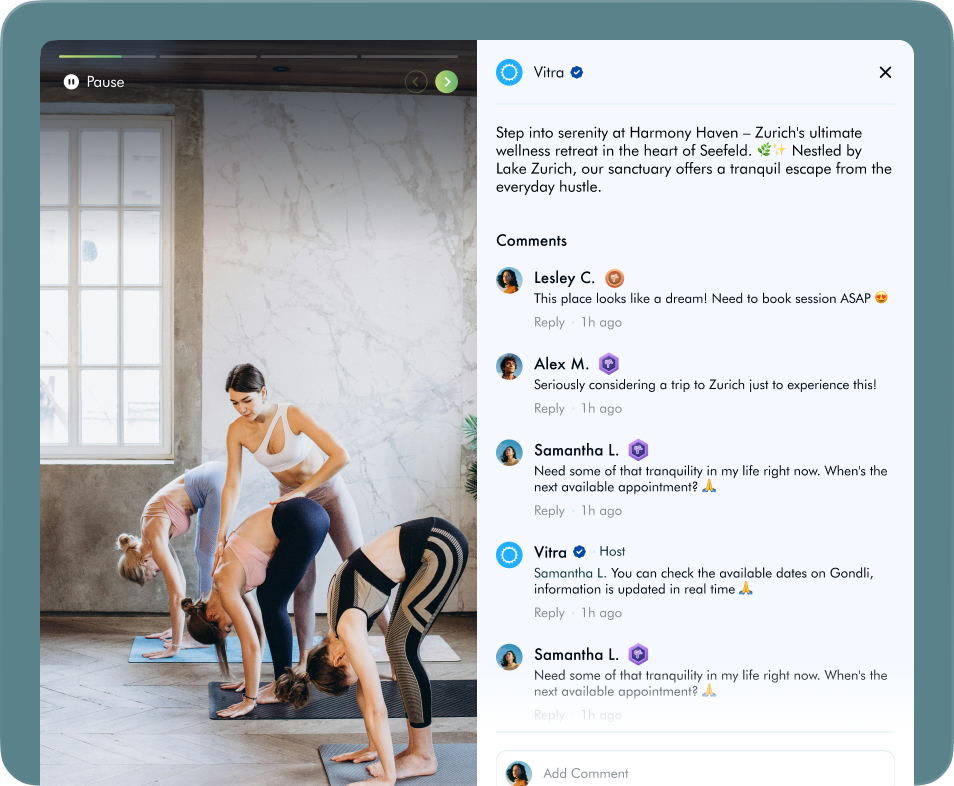 Pause
Vitra
Step into serenity at Harmony Haven – Zurich's ultimate
wellness retreat in the heart of Seefeld. 🌿✨ Nestled by
Lake Zurich, our sanctuary offers a tranquil escape from the
everyday hustle.
Comments
Lesley C.
This place looks like a dream! Need to book session ASAP 😍
Reply · 1h ago
Alex M.
Seriously considering a trip to Zurich just to experience this!
Reply · 1h ago
Samantha L.
Need some of that tranquility in my life right now. When's the
next available appointment? 🙏
Reply · 1h ago
Vitra · Host
Samantha L. You can check the available dates on Gondli,
information is updated in real time 🙏
Reply · 1h ago
Samantha L.
Need some of that tranquility in my life right now. When's the
next available appointment? 🙏
Reply · 1h ago
Add Comment